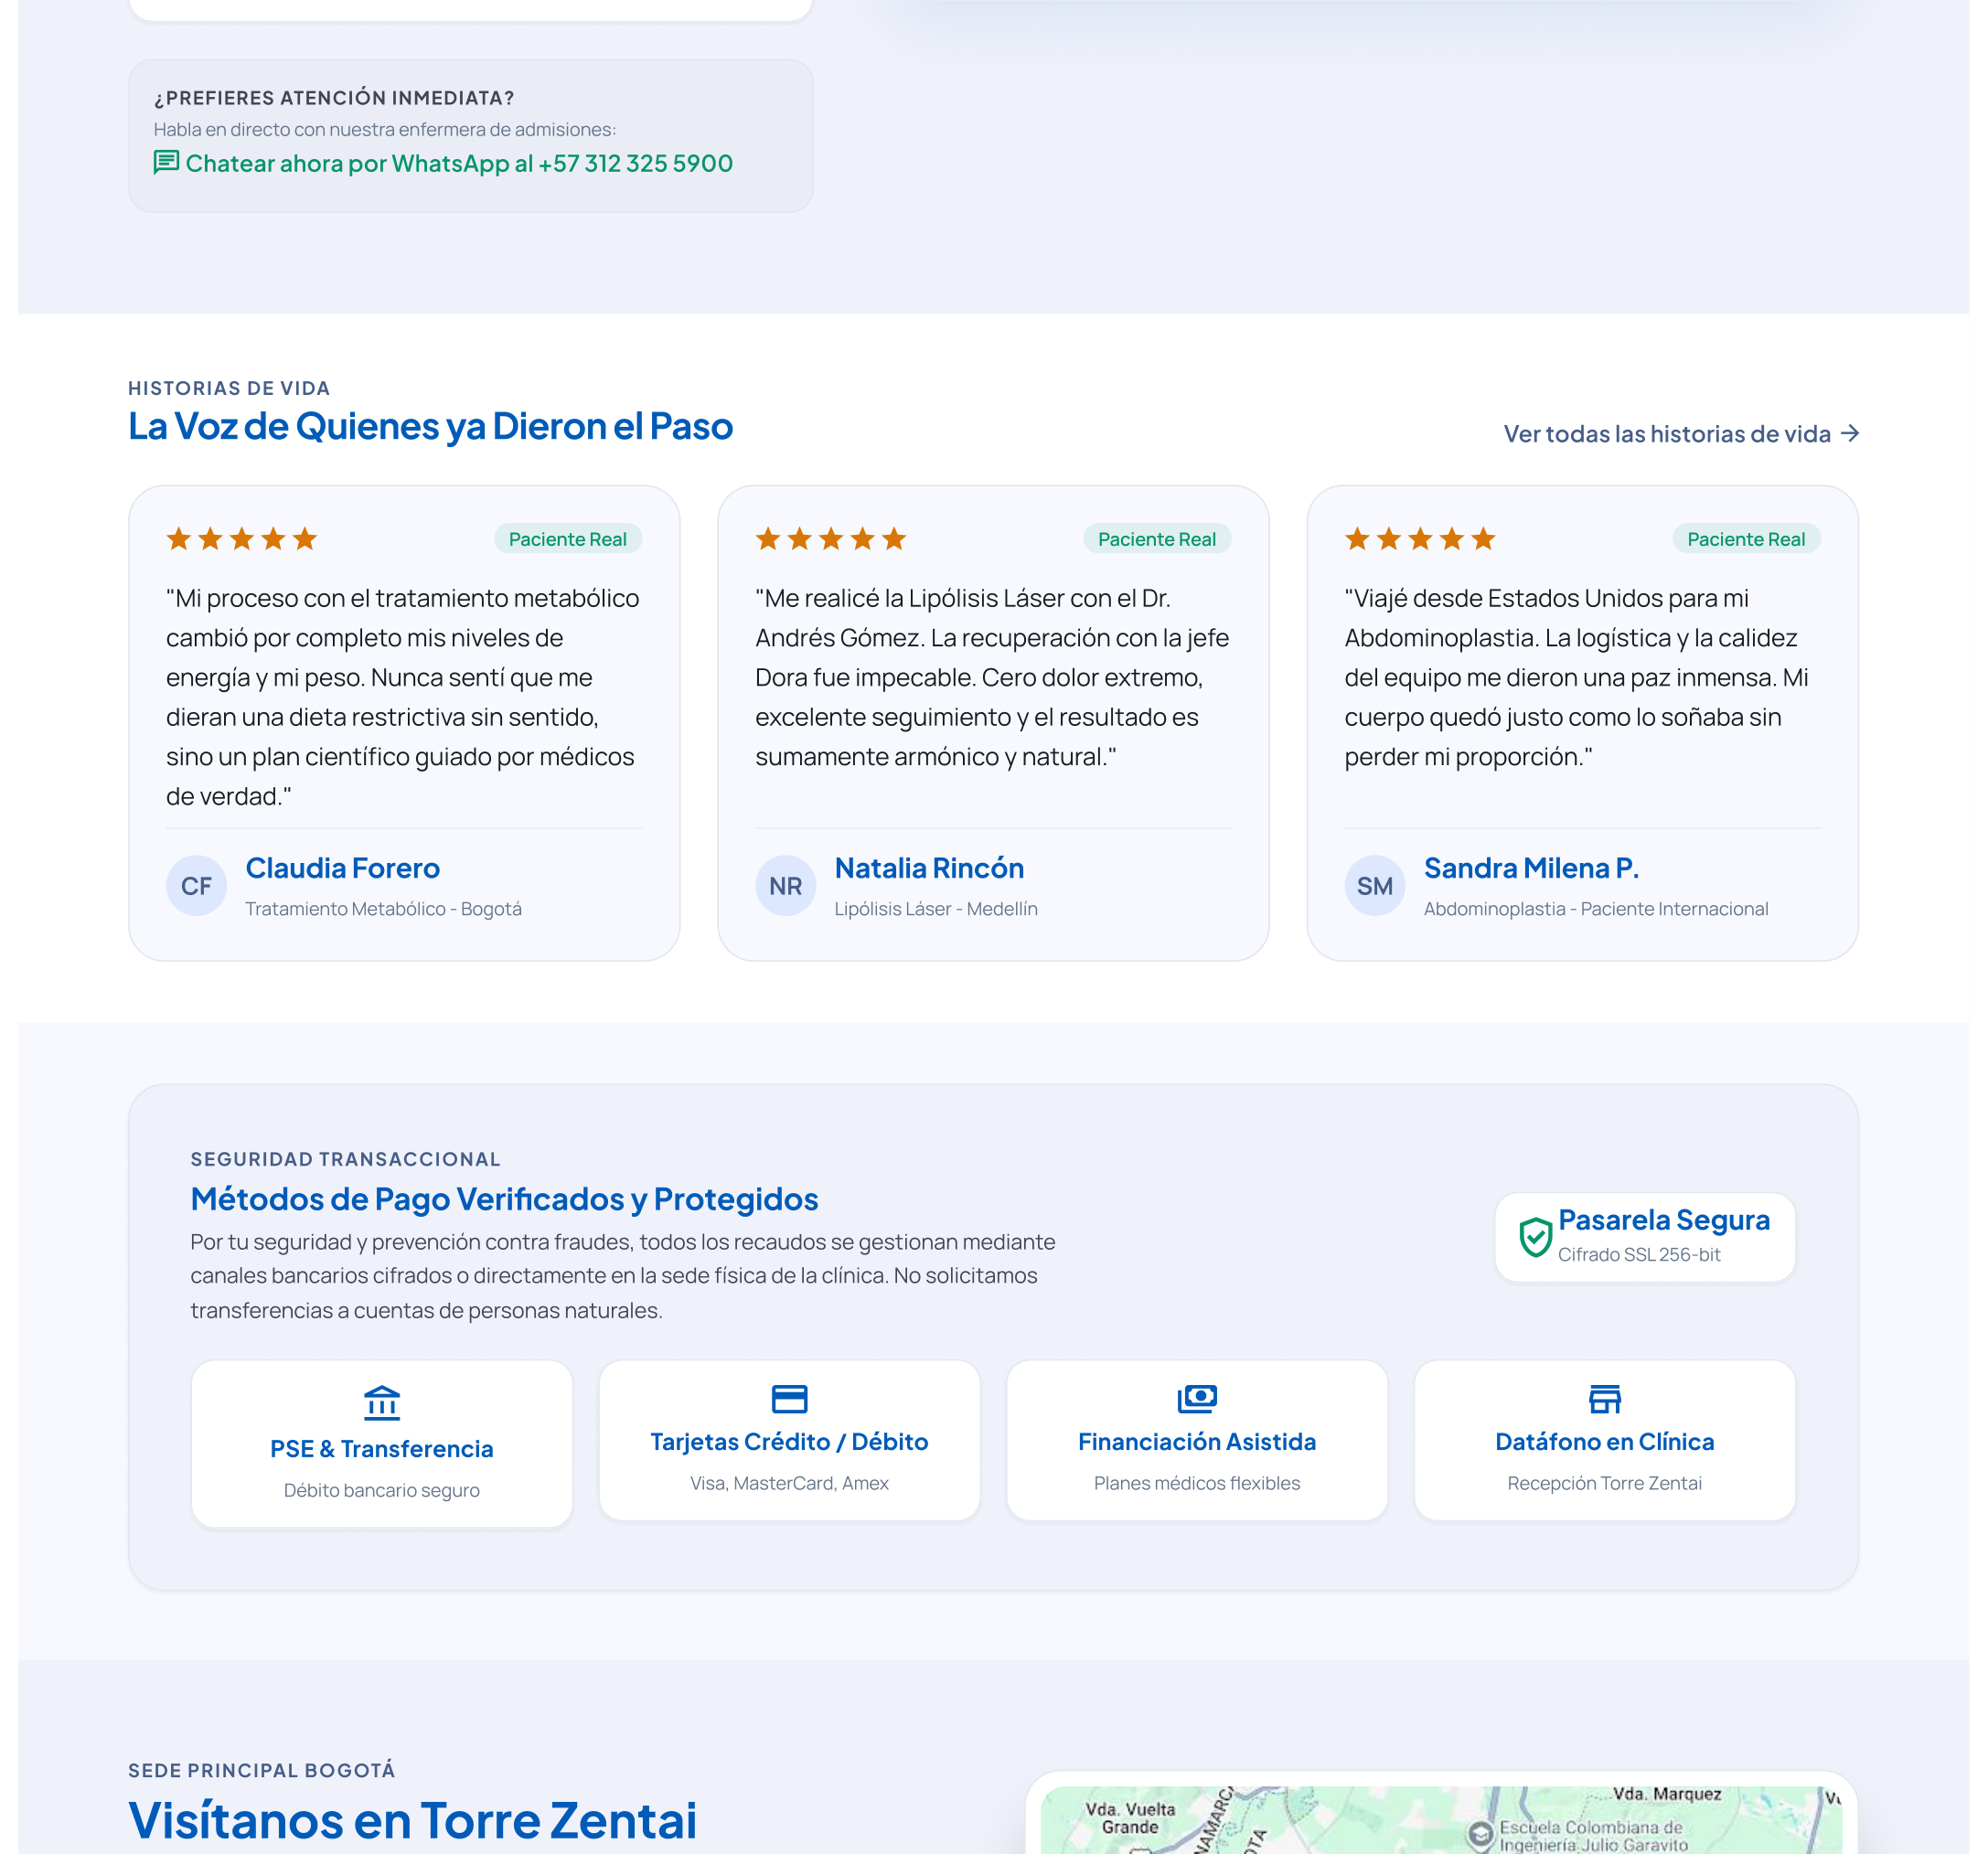 ¿PREFIERES ATENCIÓN INMEDIATA?
Habla en directo con nuestra enfermera de admisiones:
Chatear ahora por WhatsApp al +57 312 325 5900
HISTORIAS DE VIDA
La Voz de Quienes ya Dieron el Paso
Ver todas las historias de vida →
Paciente Real
"Mi proceso con el tratamiento metabólico
cambió por completo mis niveles de
energía y mi peso. Nunca sentí que me
dieran una dieta restrictiva sin sentido,
sino un plan científico guiado por médicos
de verdad."
CF
Claudia Forero
Tratamiento Metabólico - Bogotá
Paciente Real
"Me realicé la Lipólisis Láser con el Dr.
Andrés Gómez. La recuperación con la jefe
Dora fue impecable. Cero dolor extremo,
excelente seguimiento y el resultado es
sumamente armónico y natural."
NR
Natalia Rincón
Lipólisis Láser - Medellín
Paciente Real
"Viajé desde Estados Unidos para mi
Abdominoplastia. La logística y la calidez
del equipo me dieron una paz inmensa. Mi
cuerpo quedó justo como lo soñaba sin
perder mi proporción."
SM
Sandra Milena P.
Abdominoplastia - Paciente Internacional
SEGURIDAD TRANSACCIONAL
Métodos de Pago Verificados y Protegidos
Por tu seguridad y prevención contra fraudes, todos los recaudos se gestionan mediante
canales bancarios cifrados o directamente en la sede física de la clínica. No solicitamos
transferencias a cuentas de personas naturales.
Pasarela Segura
Cifrado SSL 256-bit
PSE & Transferencia
Débito bancario seguro
Tarjetas Crédito / Débito
Visa, MasterCard, Amex
Financiación Asistida
Planes médicos flexibles
Datáfono en Clínica
Recepción Torre Zentai
SEDE PRINCIPAL BOGOTÁ
Visítanos en Torre Zentai
Vda. Vuelta
Grande
Vda. Marquez
Escuela Colombiana de
Ingeniería Julio Garavito